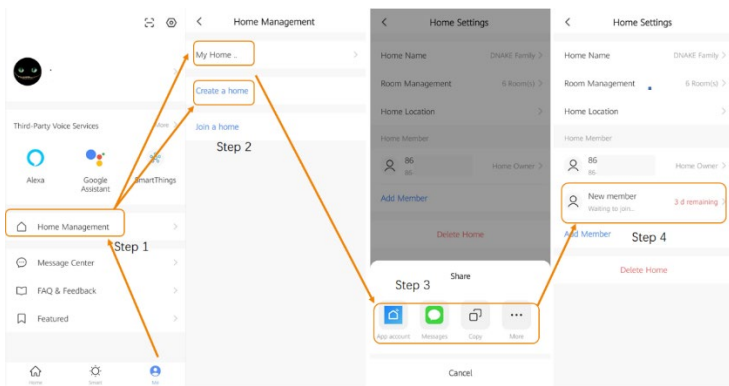 More
Third-Party Voice Services
Alexa
Google
Assistant
SmartThings
Home Management
Step 1
Message Center
FAQ & Feedback
Featured
Home
Smart
Me
Home Management
My Home ..
Create a home
Join a home
Step 2
Home Settings
Home Name
DNAKE Family
Room Management
6 Room(s)
Home Location
Home Member
86
86-
Home Owner
Add Member
Delete Home
Share
Step 3
App account
Messages
Copy
More
Cancel
Home Settings
Home Name
DNAKE Family
Room Management
6 Room(s)
Home Location
Home Member
86
86-
Home Owner
New member
Waiting to join...
3 d remaining
Add Member
Step 4
Delete Home